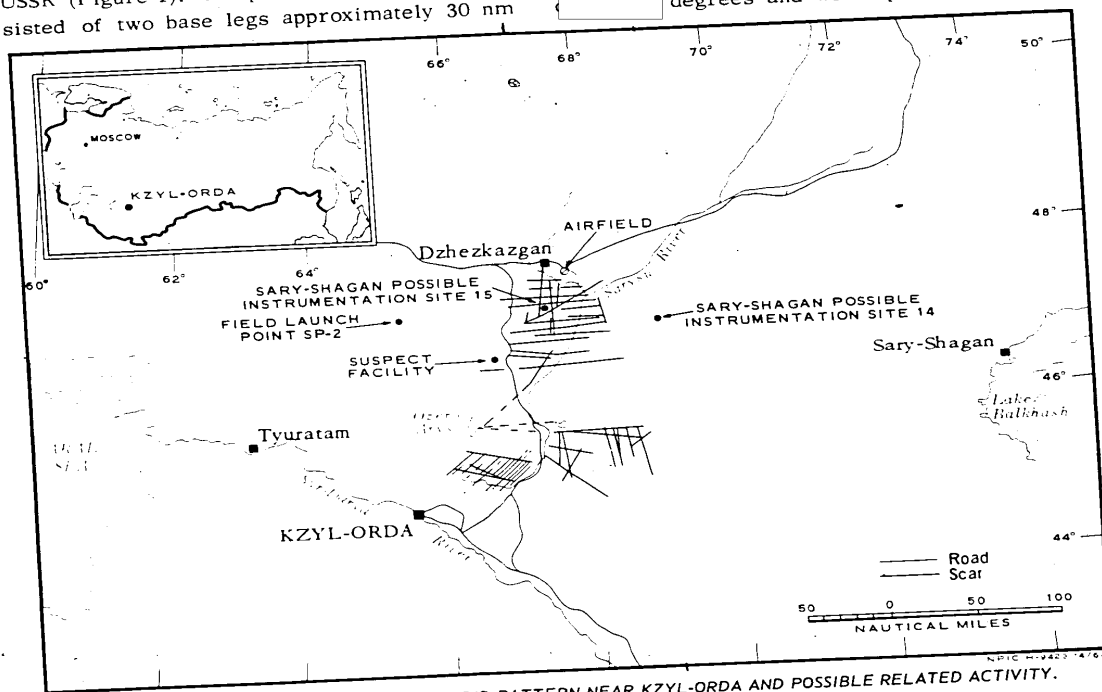 sisted of two base legs approximately 30 nm degrees and
66° 68° 70° 72° 74° 50°
MOSCOW
KZYL-ORDA
AIRFIELD
48°
Dzhezkazgan
River
60° 62° 64°
SARY-SHAGAN POSSIBLE
INSTRUMENTATION SITE 15
SARY-SHAGAN POSSIBLE
INSTRUMENTATION SITE 14
FIELD LAUNCH
POINT SP-2
Sary-Shagan
SUSPECT
FACILITY
46°
Lake
Balkhash
Tyuratam
SEA
KZYL-ORDA
River
44°
Road
Scar
50 0 50 100
NAUTICAL MILES
PATTERN NEAR KZYL-ORDA AND POSSIBLE RELATED ACTIVITY.